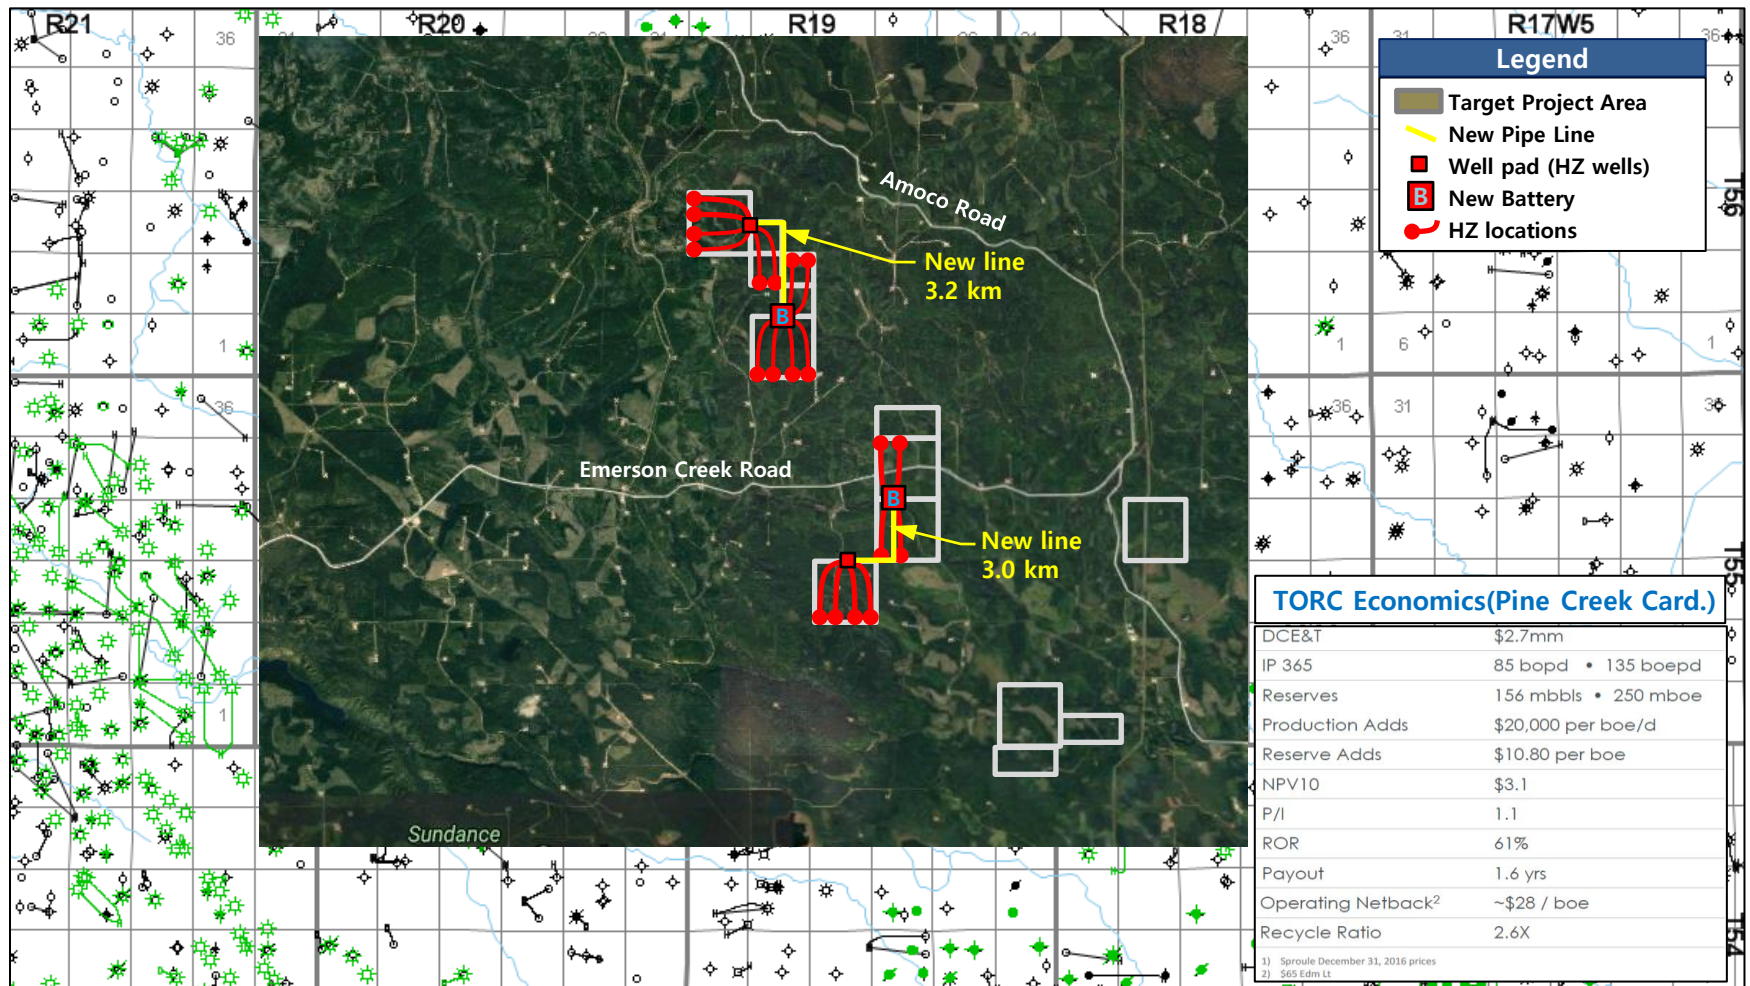 R21
R20
R19
R18
R17W5
36
36
31
36
Legend
Target Project Area
New Pipe Line
Well pad (HZ wells)
B New Battery
HZ locations
T56
Amoco Road
New line
3.2 km
B
1
1
6
1
36
36
31
Emerson Creek Road
B
New line
3.0 km
T55
1
TORC Economics(Pine Creek Card.)
DCE&T $2.7mm
IP 365 85 bopd • 135 boepd
Reserves 156 mbbls • 250 mboe
Production Adds $20,000 per boe/d
Reserve Adds $10.80 per boe
NPV10 $3.1
P/I 1.1
ROR 61%
Payout 1.6 yrs
Operating Netback2 ~$28 / boe
Recycle Ratio 2.6X
1) Sproule December 31, 2016 prices
2) $65 Edm Lt
Sundance
T54